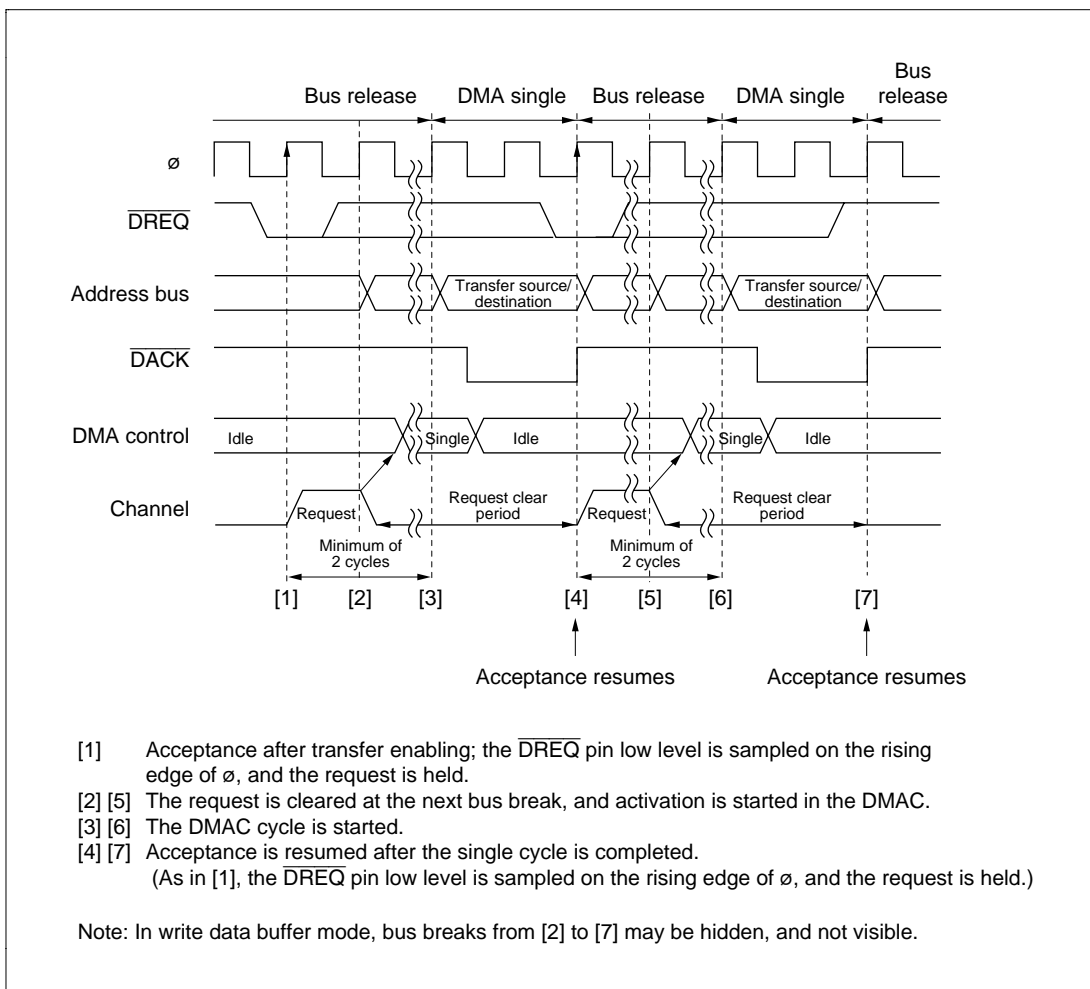 Bus release
DMA single
Bus release
DMA single
Bus
release
ø
DREQ
Address bus
Transfer source/
destination
Transfer source/
destination
DACK
DMA control
Idle
Single
Idle
Single
Idle
Channel
Request
Request clear
period
Request
Request clear
period
Minimum of
2 cycles
Minimum of
2 cycles
[1]
[2]
[3]
[4]
[5]
[6]
[7]
Acceptance resumes
Acceptance resumes
[1] Acceptance after transfer enabling; the DREQ pin low level is sampled on the rising
edge of ø, and the request is held.
[2] [5] The request is cleared at the next bus break, and activation is started in the DMAC.
[3] [6] The DMAC cycle is started.
[4] [7] Acceptance is resumed after the single cycle is completed.
(As in [1], the DREQ pin low level is sampled on the rising edge of ø, and the request is held.)
Note: In write data buffer mode, bus breaks from [2] to [7] may be hidden, and not visible.